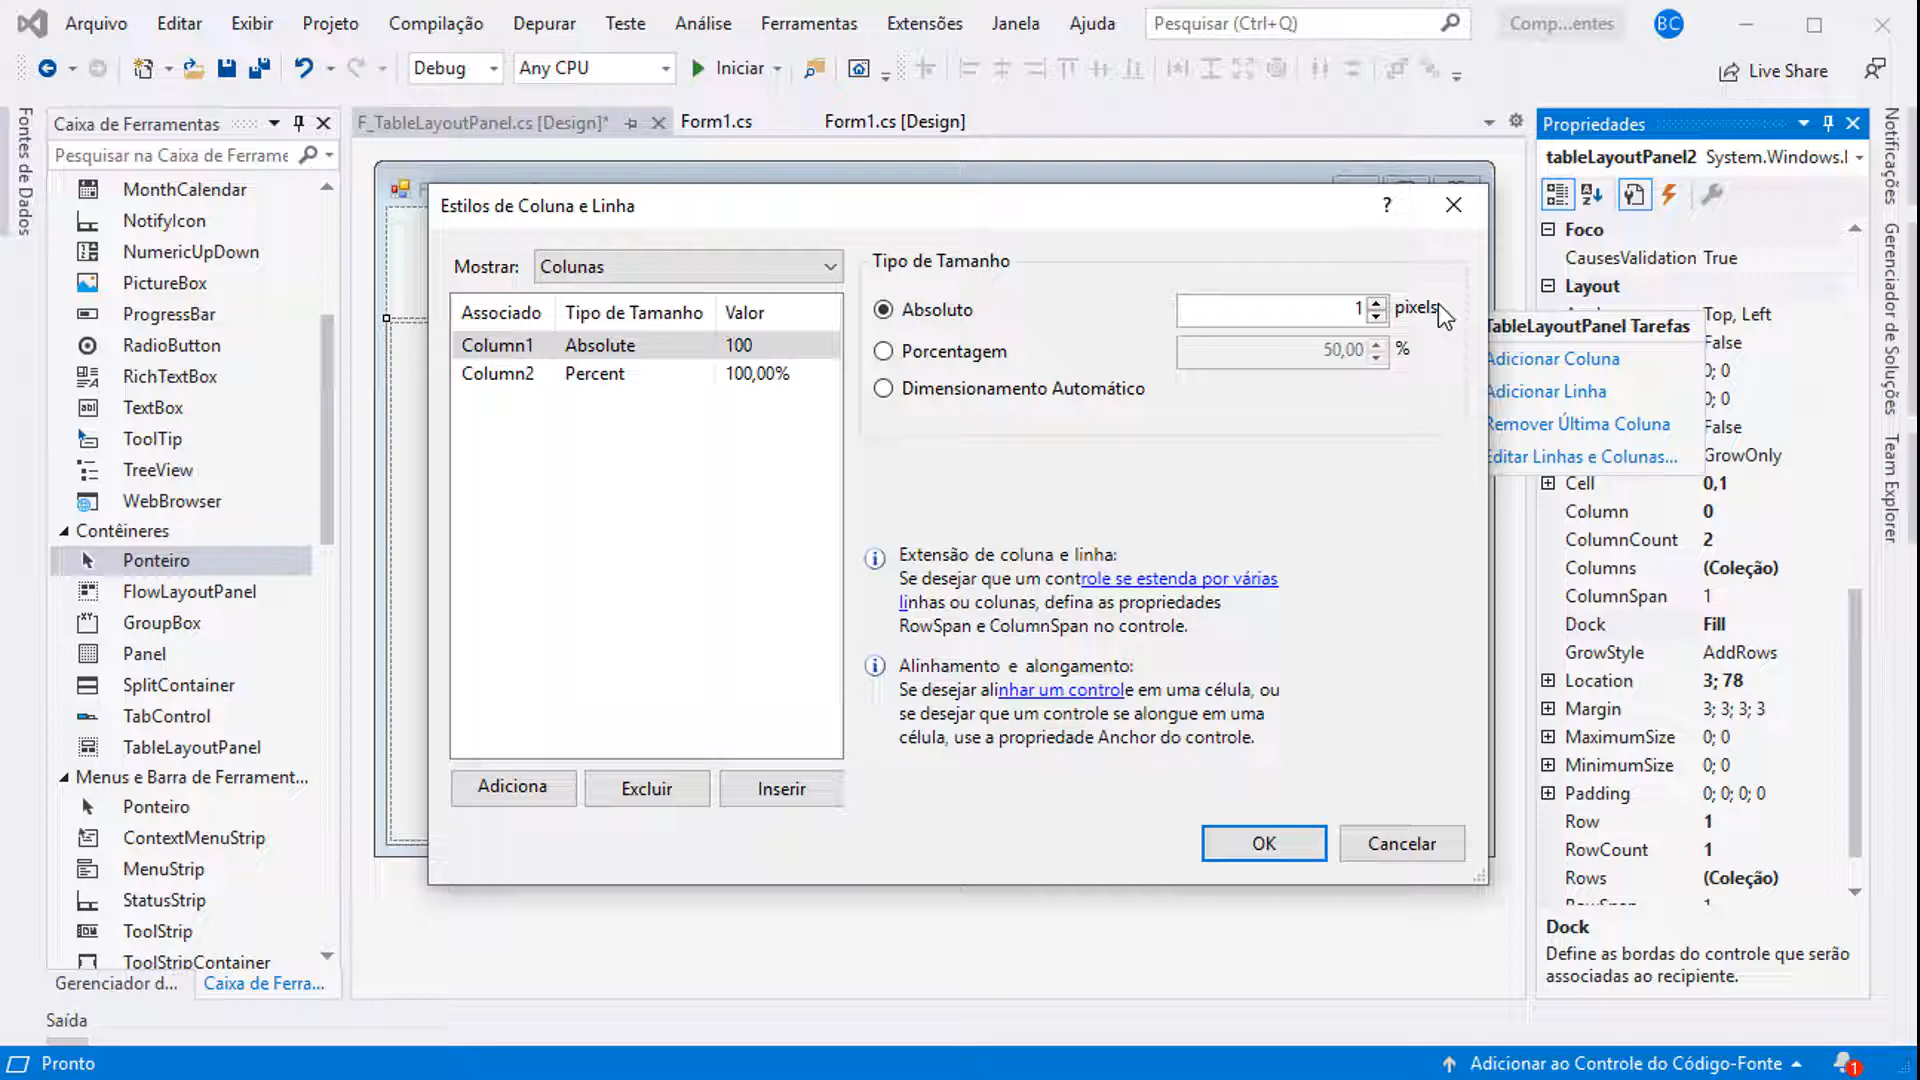 Arquivo Editar Exibir Projeto Compilação Depurar Teste Análise Ferramentas Extensões Janela Ajuda Pesquisar (Ctrl+Q) Comp...entes BC
Debug Any CPU Iniciar Live Share
Fontes de Dados
Caixa de Ferramentas
Pesquisar na Caixa de Ferrame
MonthCalendar
NotifyIcon
NumericUpDown
PictureBox
ProgressBar
RadioButton
RichTextBox
TextBox
ToolTip
TreeView
WebBrowser
Contêineres
Ponteiro
FlowLayoutPanel
GroupBox
Panel
SplitContainer
TabControl
TableLayoutPanel
Menus e Barra de Ferrament...
Ponteiro
ContextMenuStrip
MenuStrip
StatusStrip
ToolStrip
ToolStripContainer
Gerenciador d... Caixa de Ferra...
F_TableLayoutPanel.cs [Design]* Form1.cs Form1.cs [Design]
Estilos de Coluna e Linha
Mostrar: Colunas
Associado Tipo de Tamanho Valor
Column1 Absolute 100
Column2 Percent 100,00%
Adiciona Excluir Inserir
Tipo de Tamanho
Absoluto 1 pixels
Porcentagem 50,00 %
Dimensionamento Automático
Extensão de coluna e linha:
Se desejar que um controle se estenda por várias
linhas ou colunas, defina as propriedades
RowSpan e ColumnSpan no controle.
Alinhamento e alongamento:
Se desejar alinhar um controle em uma célula, ou
se desejar que um controle se alongue em uma
célula, use a propriedade Anchor do controle.
OK Cancelar
TableLayoutPanel Tarefas
Adicionar Coluna
Adicionar Linha
Remover Última Coluna
Editar Linhas e Colunas...
Propriedades
tableLayoutPanel2 System.Windows.
Foco
CausesValidation True
Layout
Top, Left
False
0; 0
0; 0
False
GrowOnly
Cell 0,1
Column 0
ColumnCount 2
Columns (Coleção)
ColumnSpan 1
Dock Fill
GrowStyle AddRows
Location 3; 78
Margin 3; 3; 3; 3
MaximumSize 0; 0
MinimumSize 0; 0
Padding 0; 0; 0; 0
Row 1
RowCount 1
Rows (Coleção)
Dock
Define as bordas do controle que serão
associadas ao recipiente.
Notificações
Gerenciador de Soluções
Team Explorer
Saída
Pronto Adicionar ao Controle do Código-Fonte 1